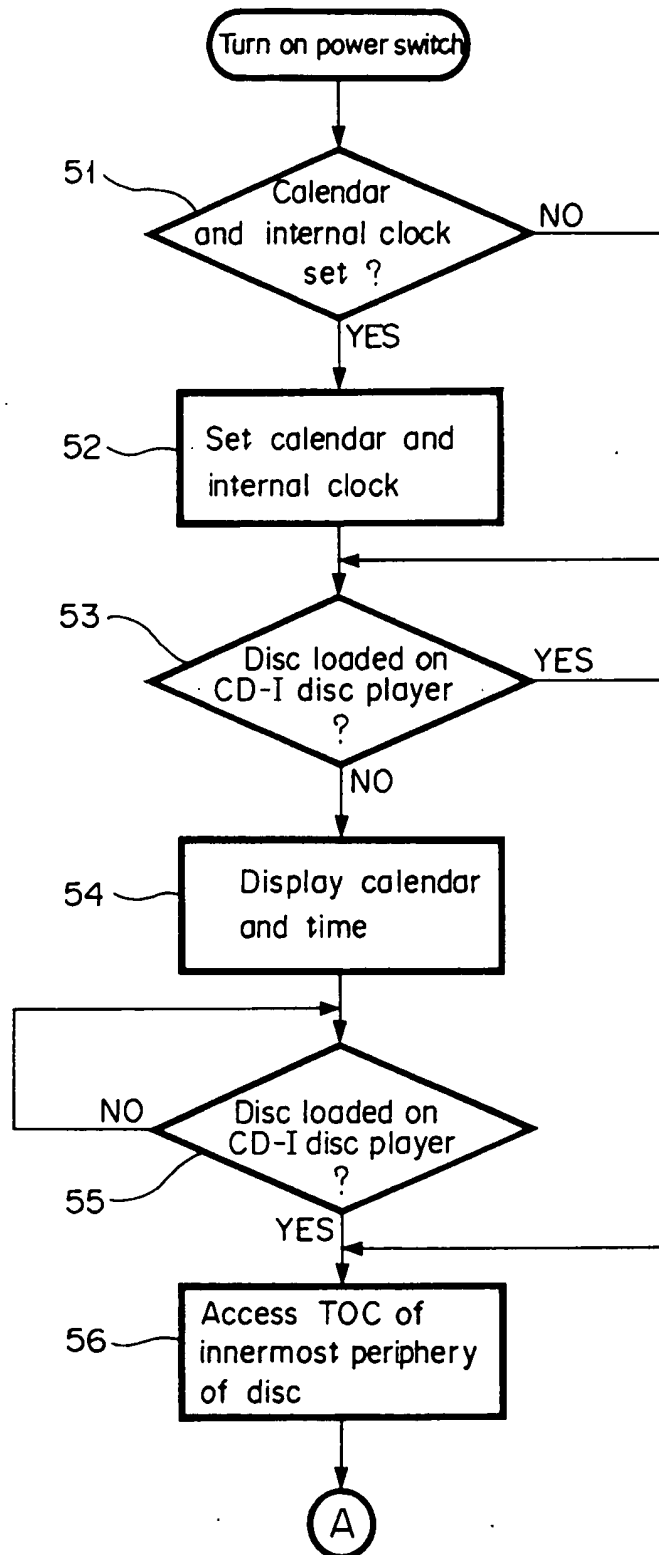 Turn on power switch
51
Calendar
and internal clock
set ?
NO
YES
52
Set calendar and
internal clock
53
Disc loaded on
CD-I disc player
?
YES
NO
54
Display calendar
and time
NO
Disc loaded on
CD-I disc player
?
55
YES
56
Access TOC of
innermost periphery
of disc
A